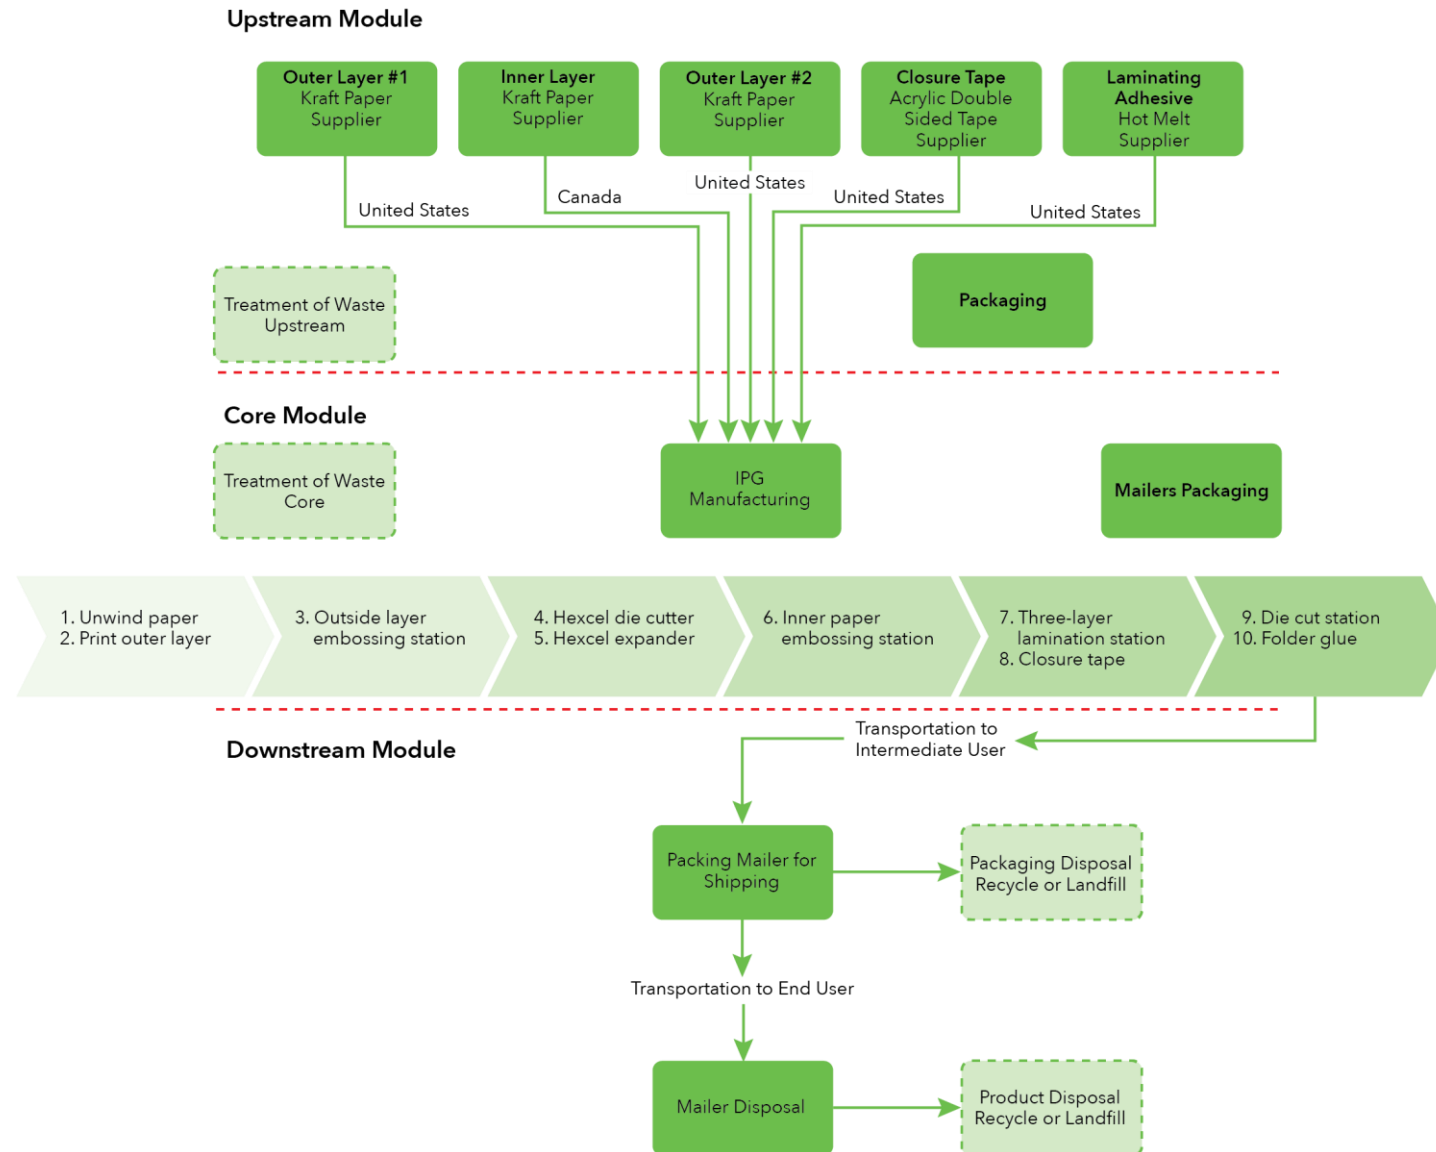 Upstream Module
Outer Layer #1
Kraft Paper
Supplier
Inner Layer
Kraft Paper
Supplier
Outer Layer #2
Kraft Paper
Supplier
Closure Tape
Acrylic Double
Sided Tape
Supplier
Laminating
Adhesive
Hot Melt
Supplier
United States
Canada
United States
United States
United States
Treatment of Waste
Upstream
Packaging
Core Module
Treatment of Waste
Core
IPG
Manufacturing
Mailers Packaging
1. Unwind paper
2. Print outer layer
3. Outside layer
embossing station
4. Hexcel die cutter
5. Hexcel expander
6. Inner paper
embossing station
7. Three-layer
lamination station
8. Closure tape
9. Die cut station
10. Folder glue
Downstream Module
Transportation to
Intermediate User
Packing Mailer for
Shipping
Packaging Disposal
Recycle or Landfill
Transportation to End User
Mailer Disposal
Product Disposal
Recycle or Landfill